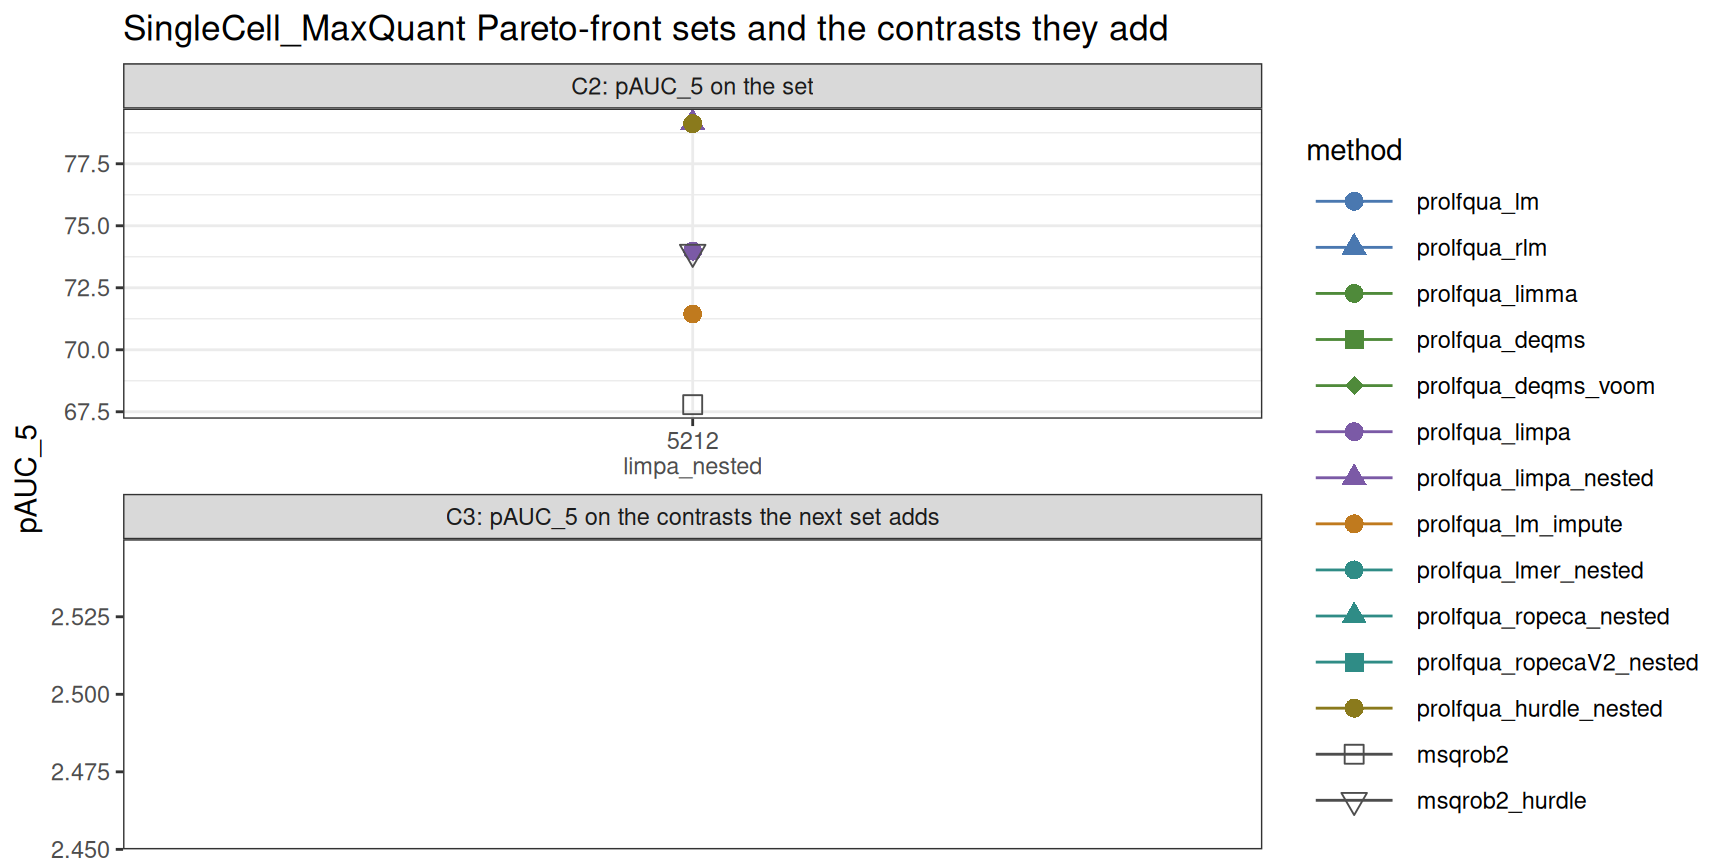 SingleCell_MaxQuant Pareto-front sets and the contrasts they add
C2: pAUC_5 on the set
77.5
75.0
72.5
70.0
67.5
5212
limpa_nested
pAUC_5
C3: pAUC_5 on the contrasts the next set adds
2.525
2.500
2.475
2.450
method
prolfqua_lm
prolfqua_rlm
prolfqua_limma
prolfqua_deqms
prolfqua_deqms_voom
prolfqua_limpa
prolfqua_limpa_nested
prolfqua_lm_impute
prolfqua_lmer_nested
prolfqua_ropeca_nested
prolfqua_ropecaV2_nested
prolfqua_hurdle_nested
msqrob2
msqrob2_hurdle